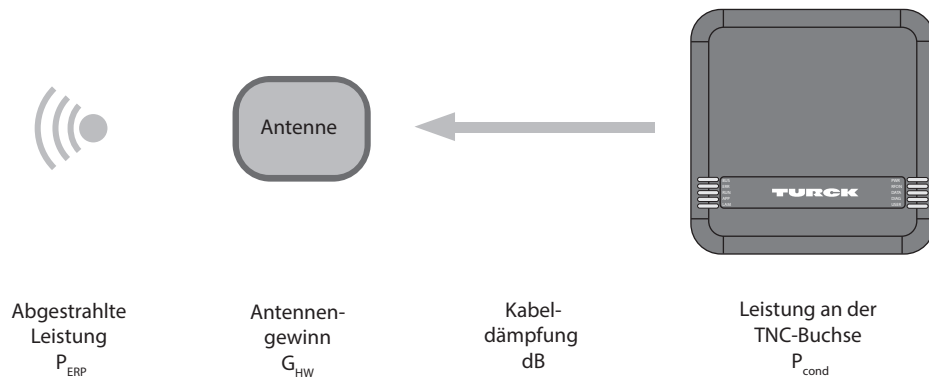 Antenne
TURCK
Abgestrahlte
Leistung
P_ERP
Antennen-
gewinn
G_HW
Kabel-
dämpfung
dB
Leistung an der
TNC-Buchse
P_cond